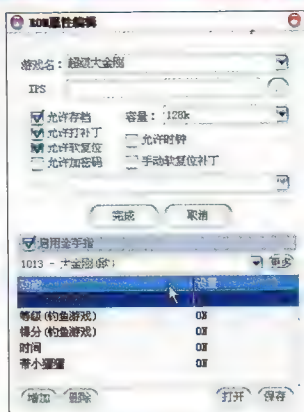 ROM属性编辑
游戏名: 超级大金刚
IPS
允许存档 容量: 128k
允许打补丁 允许时钟
允许软复位
允许加密码 手动软复位补丁
完成 取消
启用金手指
1013 - 大金刚(欧) 更多
功能 设置
等级(钓鱼游戏) ON
得分(钓鱼游戏) ON
时间 ON
带小猩猩 ON
增加 删除 打开 保存